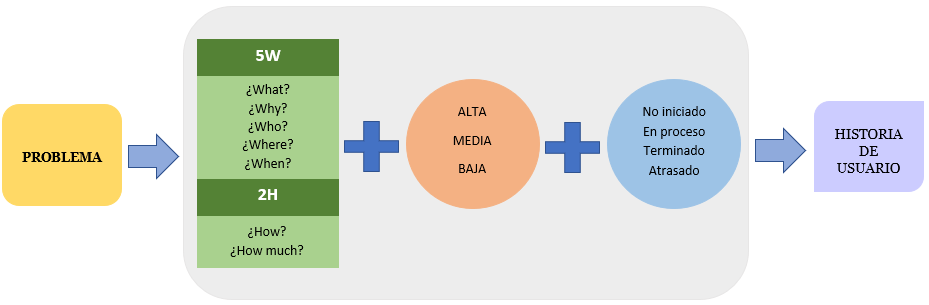 PROBLEMA
5W
¿What?
¿Why?
¿Who?
¿Where?
¿When?
2H
¿How?
¿How much?
ALTA
MEDIA
BAJA
No iniciado
En proceso
Terminado
Atrasado
HISTORIA
DE
USUARIO